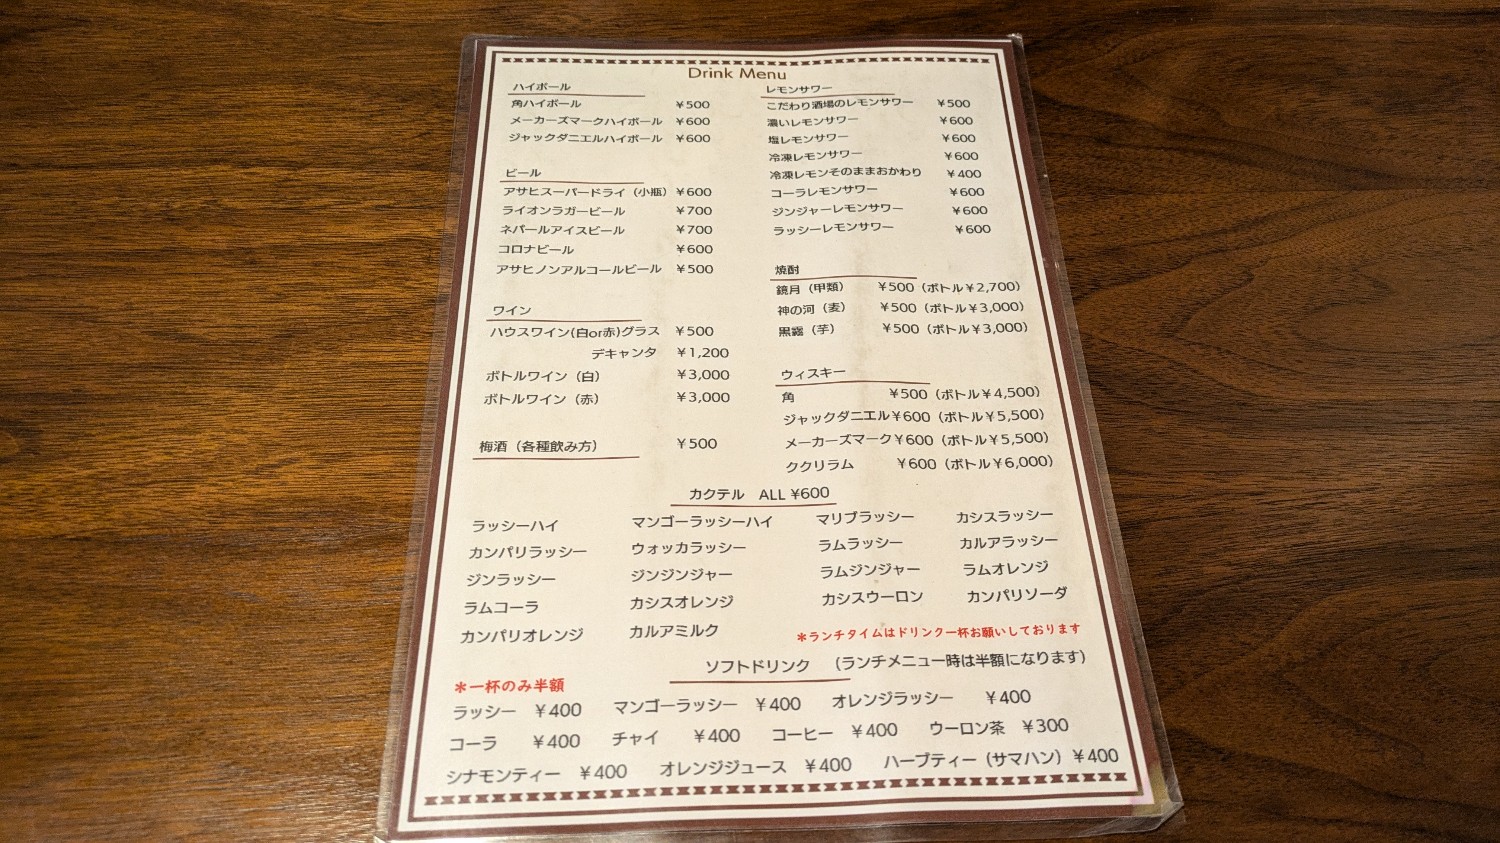 Drink Menu
ハイボール
角ハイボール ¥500
メーカーズマークハイボール ¥600
ジャックダニエルハイボール ¥600
ビール
アサヒスーパードライ（小瓶） ¥600
ライオンラガービール ¥700
ネパールアイスビール ¥700
コロナビール ¥600
アサヒノンアルコールビール ¥500
ワイン
ハウスワイン(白or赤)グラス ¥500
デキャンタ ¥1,200
ボトルワイン（白） ¥3,000
ボトルワイン（赤） ¥3,000
梅酒（各種飲み方） ¥500
レモンサワー
こだわり酒場のレモンサワー ¥500
濃いレモンサワー ¥600
塩レモンサワー ¥600
冷凍レモンサワー ¥600
冷凍レモンそのままおかわり ¥400
コーラレモンサワー ¥600
ジンジャーレモンサワー ¥600
ラッシーレモンサワー ¥600
焼酎
鏡月（甲類） ¥500（ボトル¥2,700）
神の河（麦） ¥500（ボトル¥3,000）
黒霧（芋） ¥500（ボトル¥3,000）
ウィスキー
角 ¥500（ボトル¥4,500）
ジャックダニエル¥600（ボトル¥5,500）
メーカーズマーク¥600（ボトル¥5,500）
ククリラム ¥600（ボトル¥6,000）
カクテル ALL ¥600
ラッシーハイ マンゴーラッシーハイ マリブラッシー カシスラッシー
カンパリラッシー ウォッカラッシー ラムラッシー カルアラッシー
ジンラッシー ジンジンジャー ラムジンジャー ラムオレンジ
ラムコーラ カシスオレンジ カシスウーロン カンパリソーダ
カンパリオレンジ カルアミルク
＊ランチタイムはドリンク一杯お願いしております
ソフトドリンク （ランチメニュー時は半額になります）
＊一杯のみ半額
ラッシー ¥400 マンゴーラッシー ¥400 オレンジラッシー ¥400
コーラ ¥400 チャイ ¥400 コーヒー ¥400 ウーロン茶 ¥300
シナモンティー ¥400 オレンジジュース ¥400 ハーブティー（サマハン）¥400